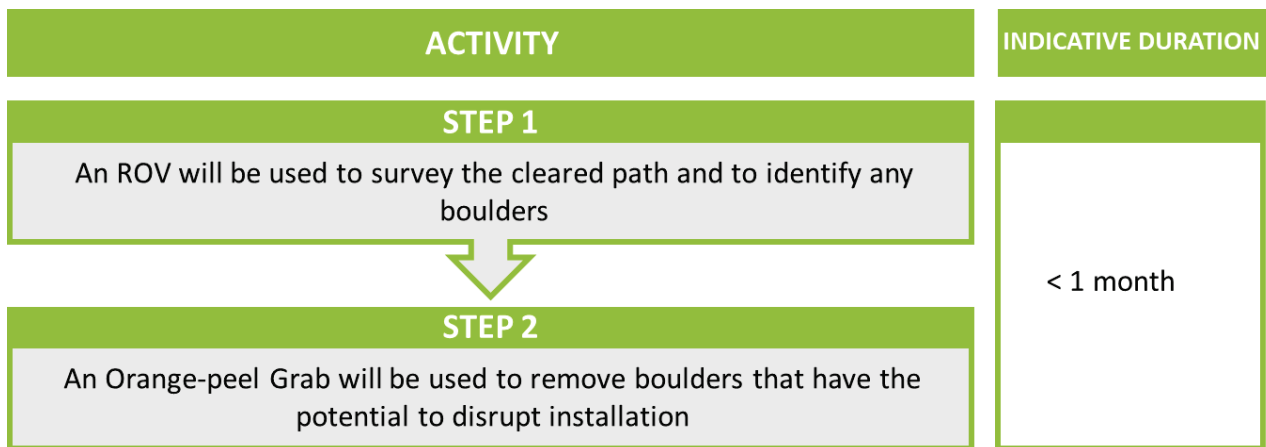 ACTIVITY
INDICATIVE DURATION
STEP 1
An ROV will be used to survey the cleared path and to identify any
boulders
< 1 month
STEP 2
An Orange-peel Grab will be used to remove boulders that have the
potential to disrupt installation